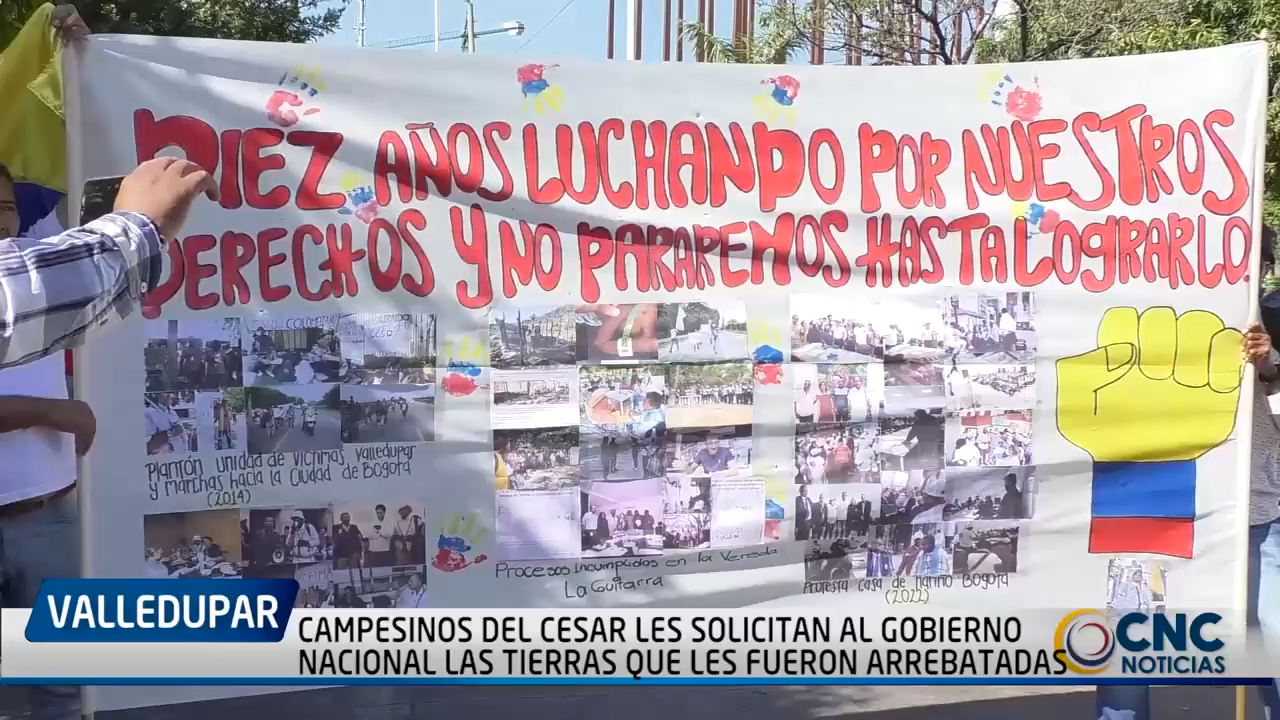 DIEZ AÑOS LUCHANDO POR NUESTROS
DERECHOS Y NO PARAREMOS HASTA LOGRARLO.
Plantón unidad de victimas Valledupar
y marchas hacia la ciudad de Bogota
(2014)
Procesos incumplidos en la Vereda
La Guitarra
Protesta casa de nariño Bogota
(2022)
VALLEDUPAR
CAMPESINOS DEL CESAR LES SOLICITAN AL GOBIERNO
NACIONAL LAS TIERRAS QUE LES FUERON ARREBATADAS
CNC
NOTICIAS